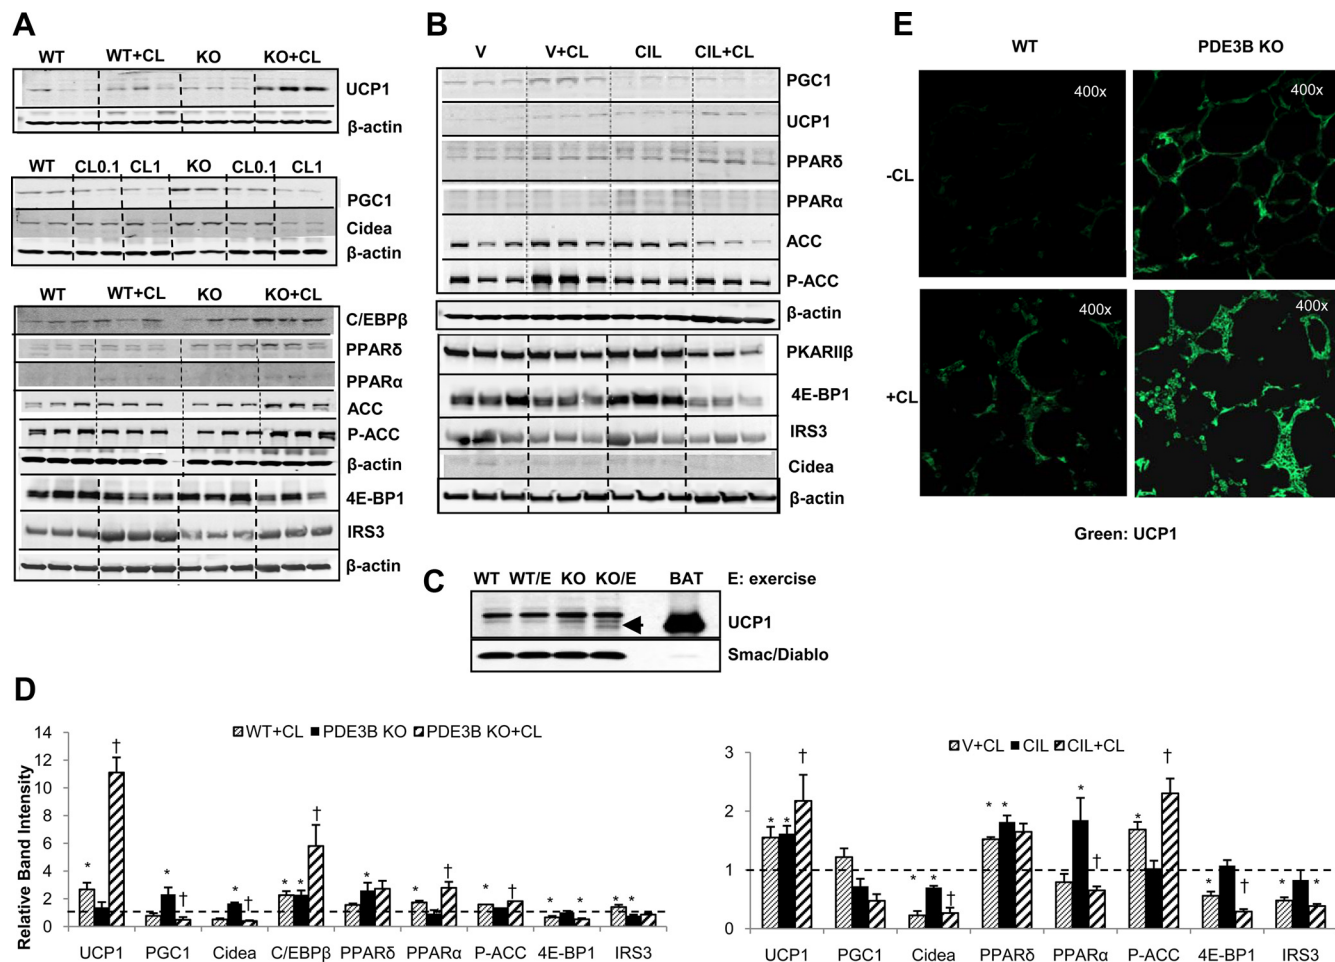 A
WT WT+CL KO KO+CL
UCP1
β-actin
WT CL0.1 CL1 KO CL0.1 CL1
PGC1
Cidea
β-actin
WT WT+CL KO KO+CL
C/EBPβ
PPARδ
PPARα
ACC
P-ACC
β-actin
4E-BP1
IRS3
β-actin
B
V V+CL CIL CIL+CL
PGC1
UCP1
PPARδ
PPARα
ACC
P-ACC
β-actin
PKARIIβ
4E-BP1
IRS3
Cidea
β-actin
C
WT WT/E KO KO/E BAT E: exercise
UCP1
Smac/Diablo
E
WT PDE3B KO
400x 400x
-CL
400x 400x
+CL
Green: UCP1
D
WT+CL PDE3B KO PDE3B KO+CL
Relative Band Intensity
14
12
10
8
6
4
2
0
* †
* †
* †
* * †
*
* †
* †
* *
* *
UCP1 PGC1 Cidea C/EBPβ PPARδ PPARα P-ACC 4E-BP1 IRS3
V+CL CIL CIL+CL
3
2
1
0
* * †
* * †
* *
* †
* †
* †
* *
UCP1 PGC1 Cidea PPARδ PPARα P-ACC 4E-BP1 IRS3